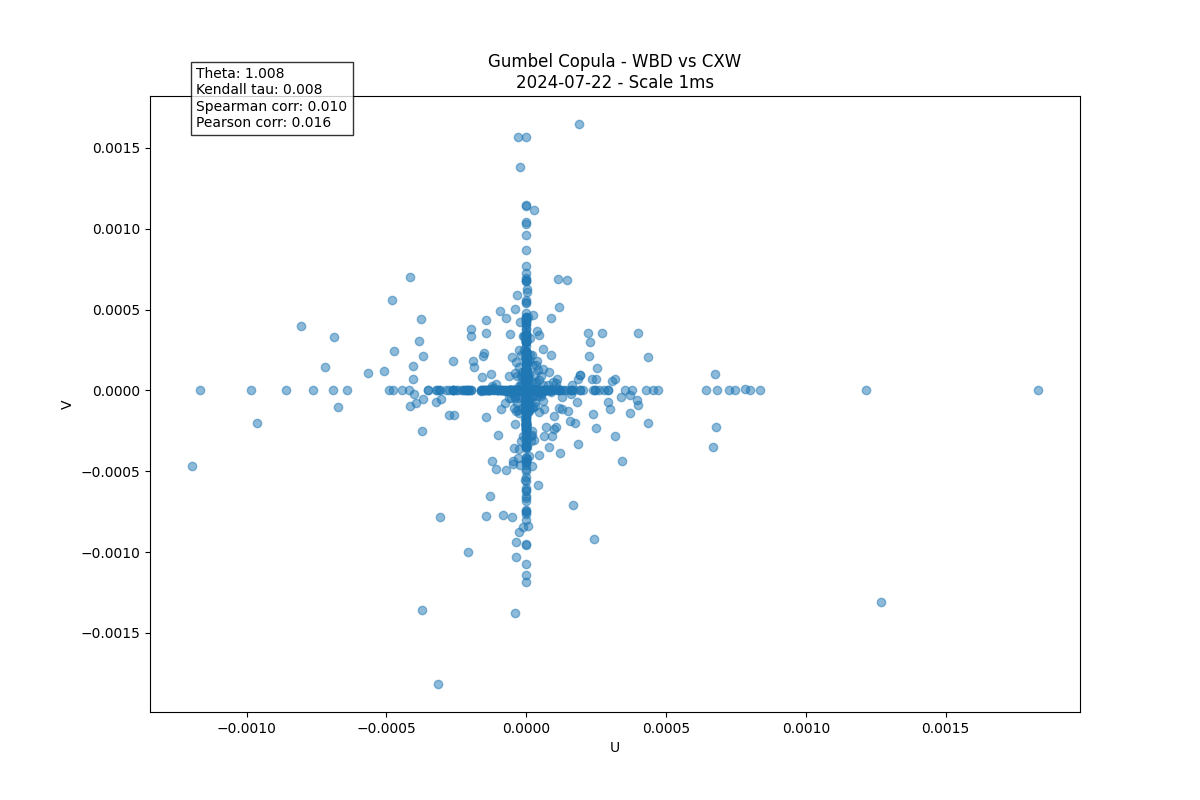 Gumbel Copula - WBD vs CXW
2024-07-22 - Scale 1ms
Theta: 1.008
Kendall tau: 0.008
Spearman corr: 0.010
Pearson corr: 0.016
0.0015
0.0010
0.0005
0.0000
−0.0005
−0.0010
−0.0015
V
−0.0010
−0.0005
0.0000
0.0005
0.0010
0.0015
U